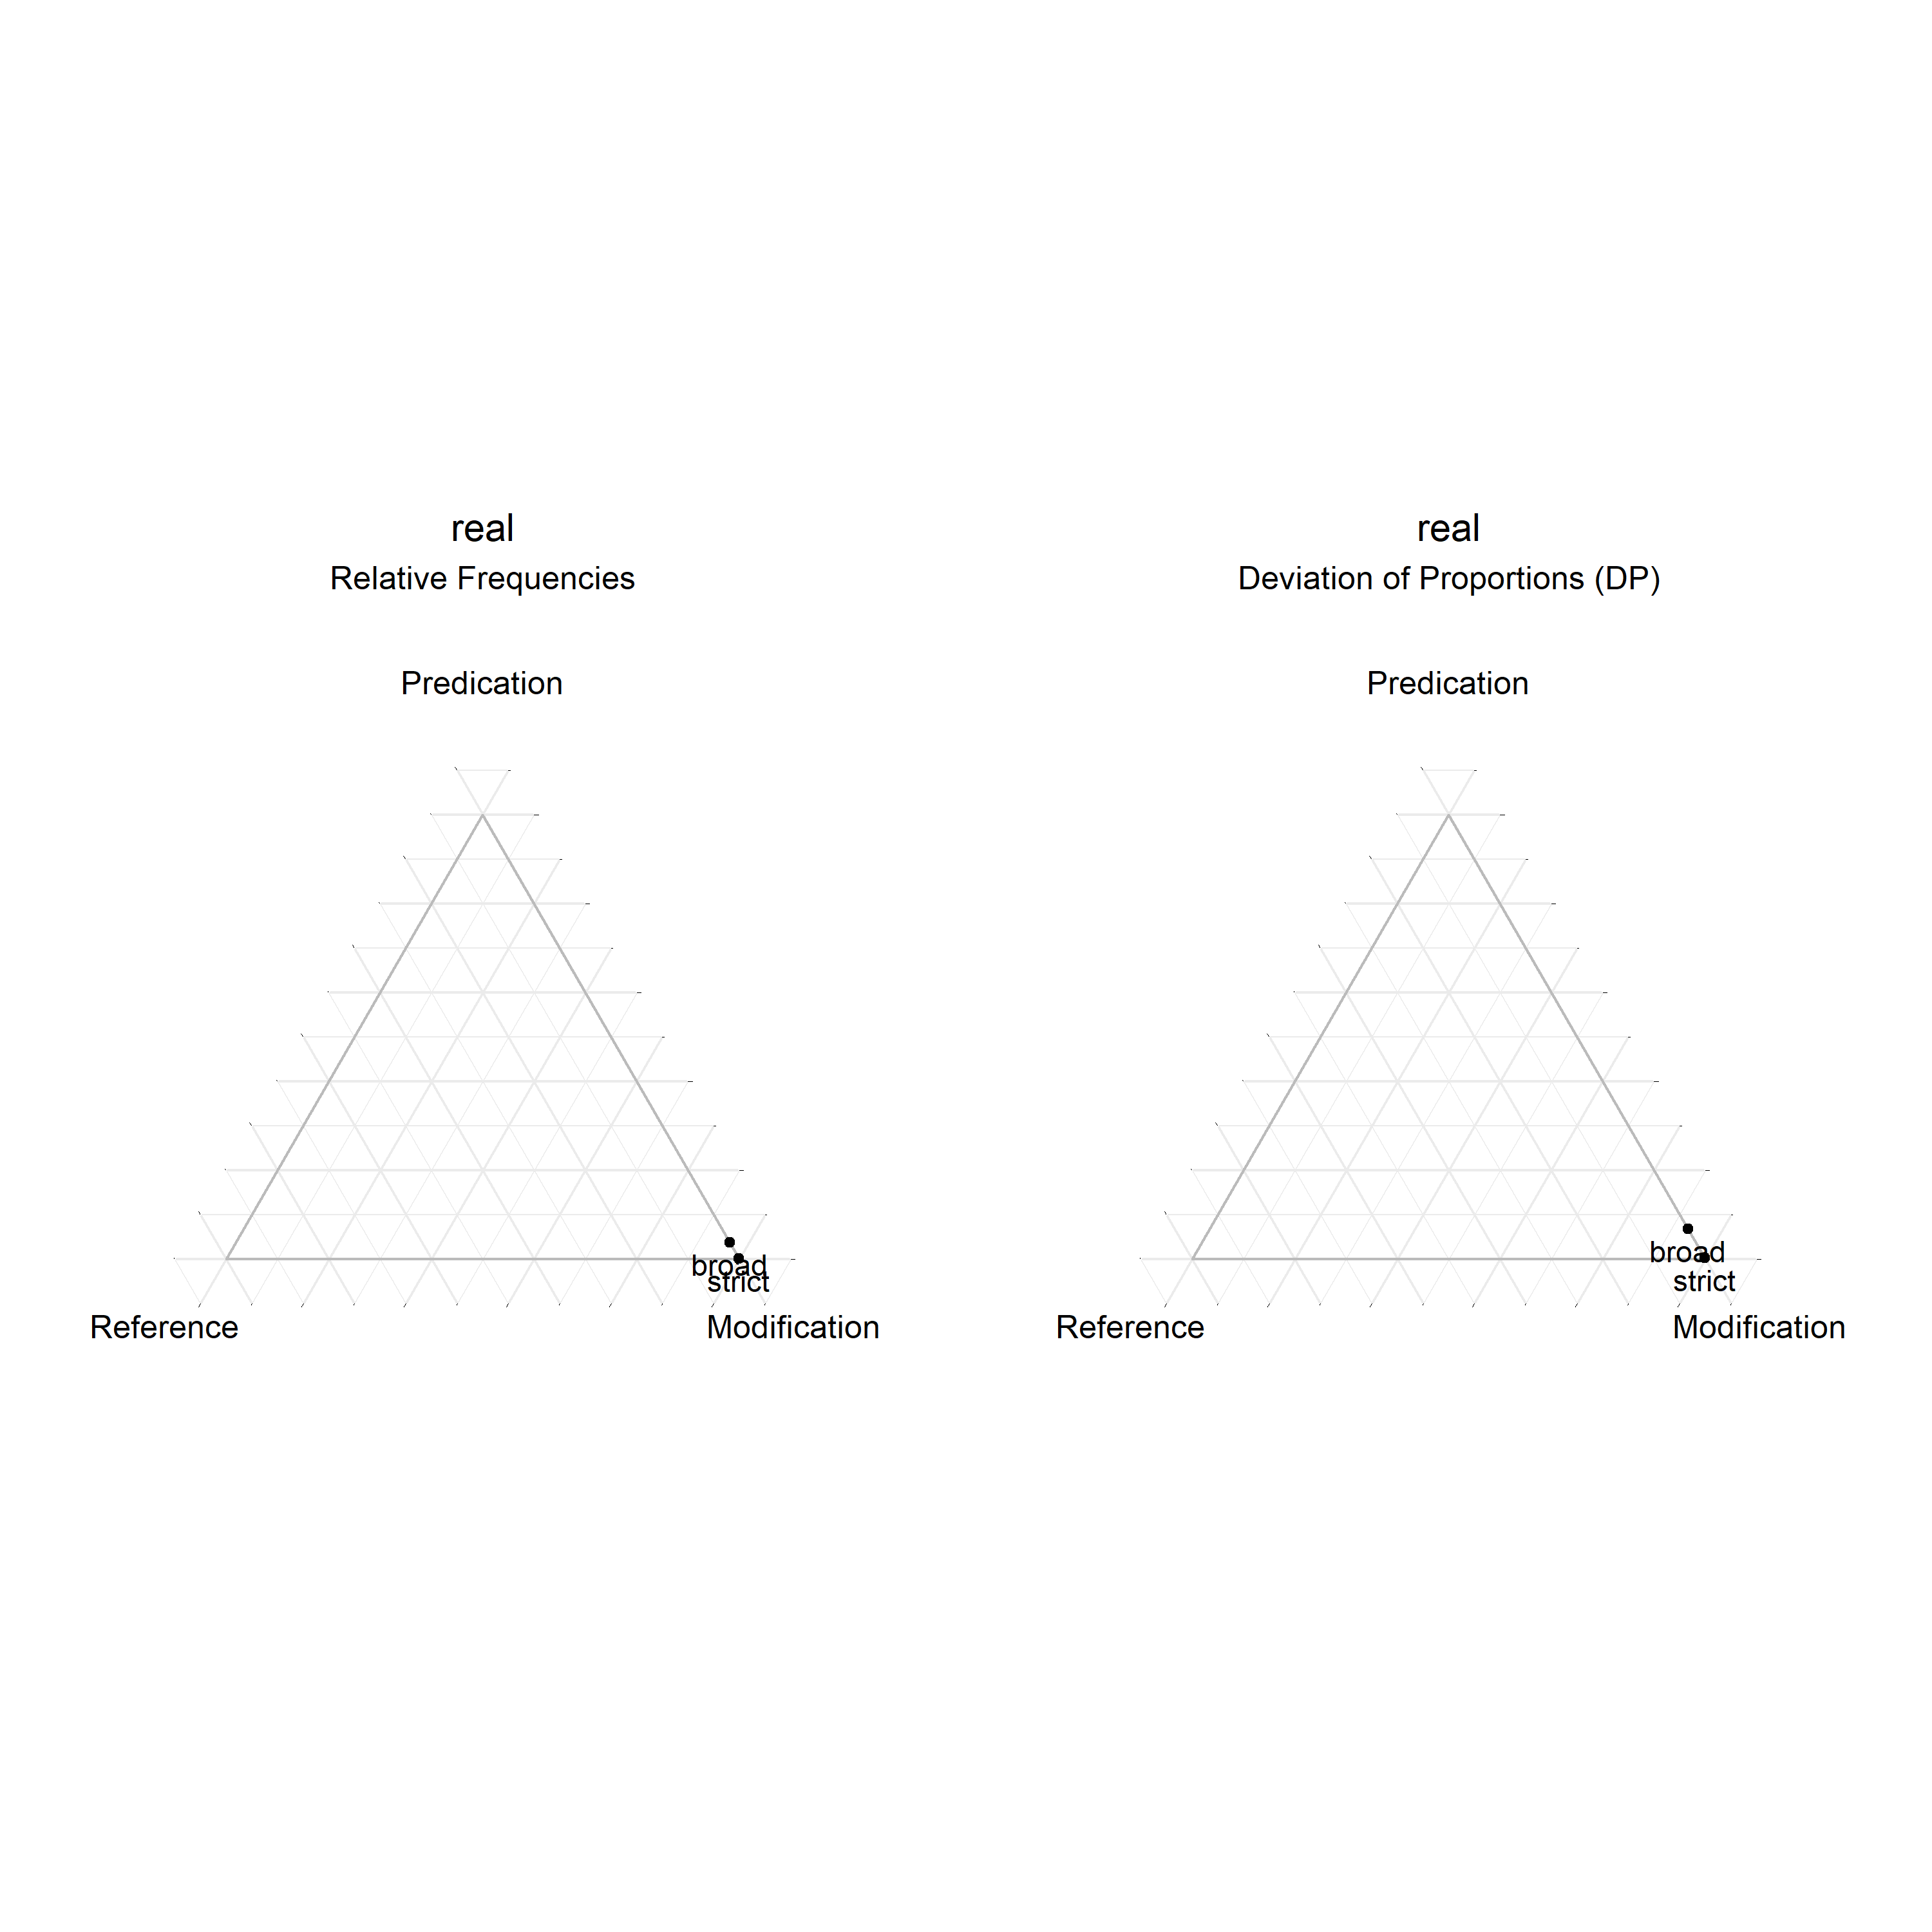 real
Relative Frequencies
Predication
broad
strict
Reference
Modification
real
Deviation of Proportions (DP)
Predication
broad
strict
Reference
Modification